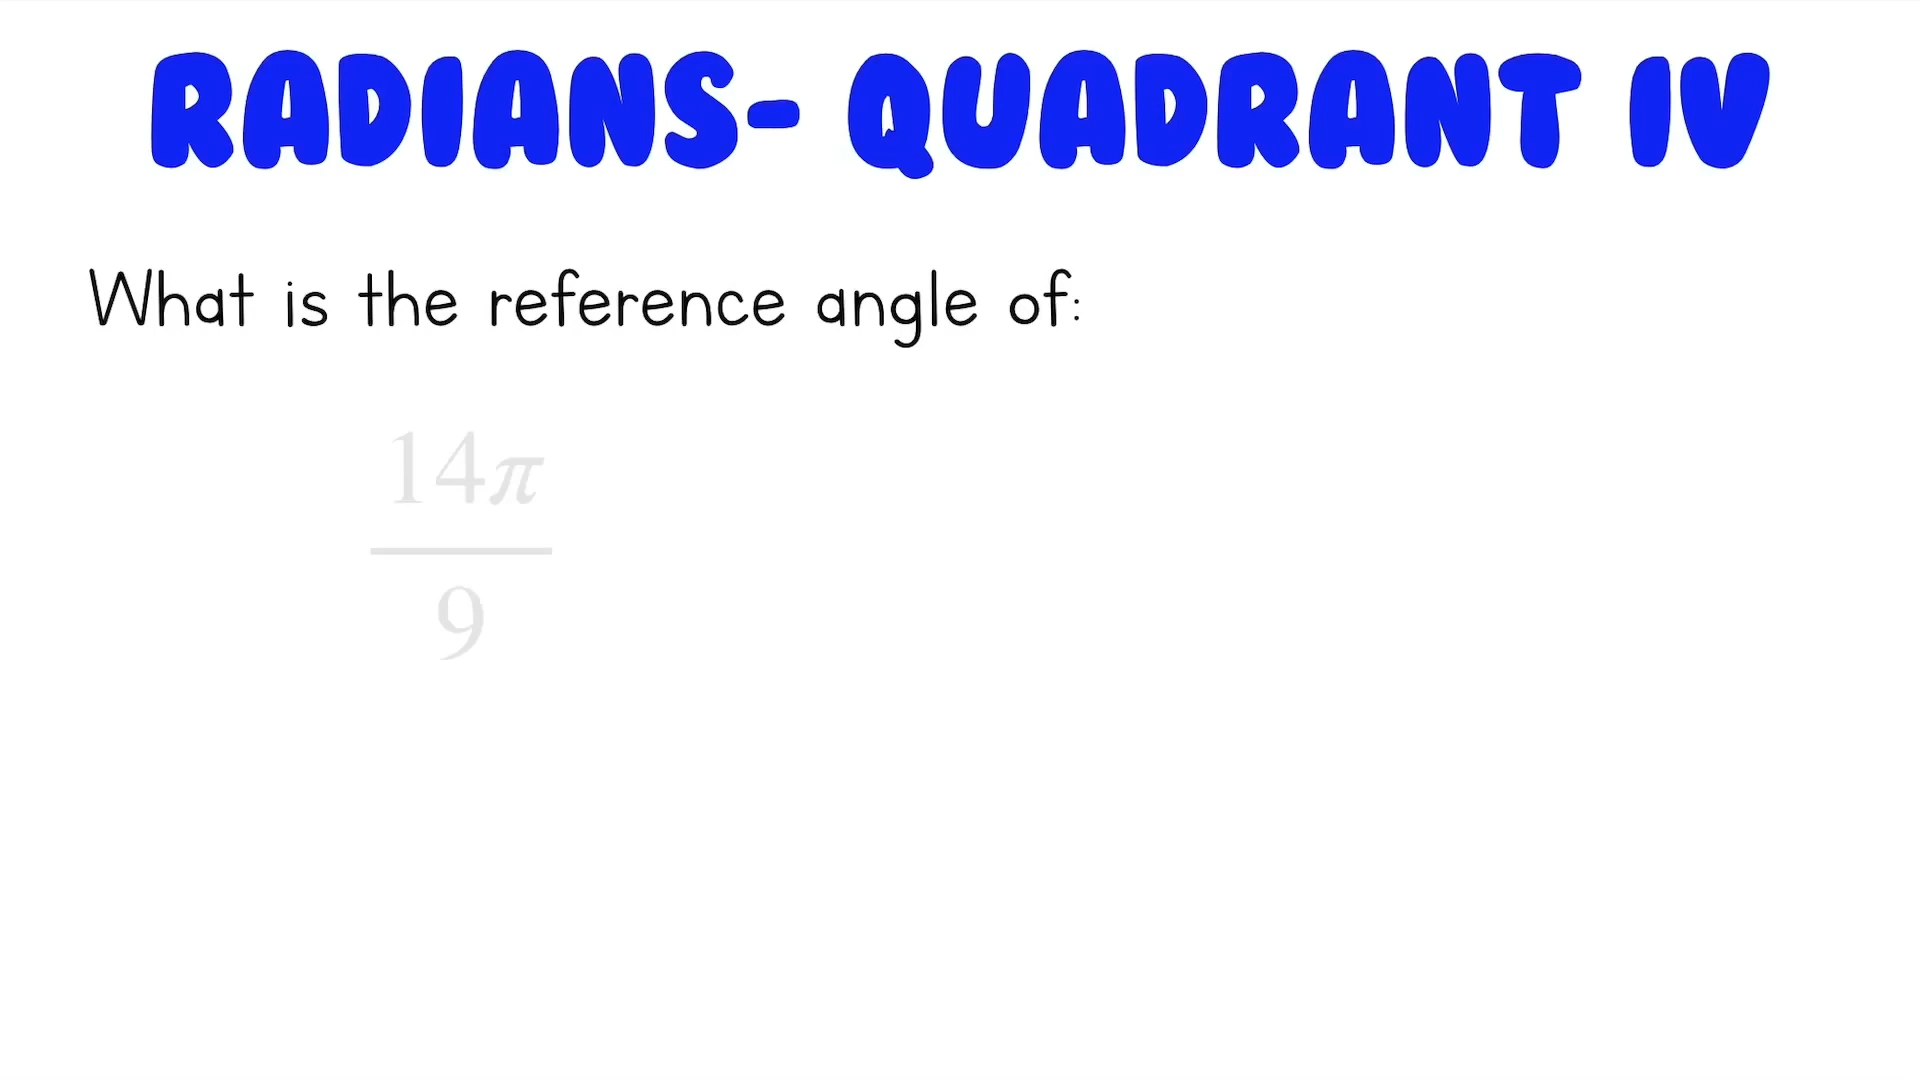 RADIANS- QUADRANT IV
What is the reference angle of:
14π
9